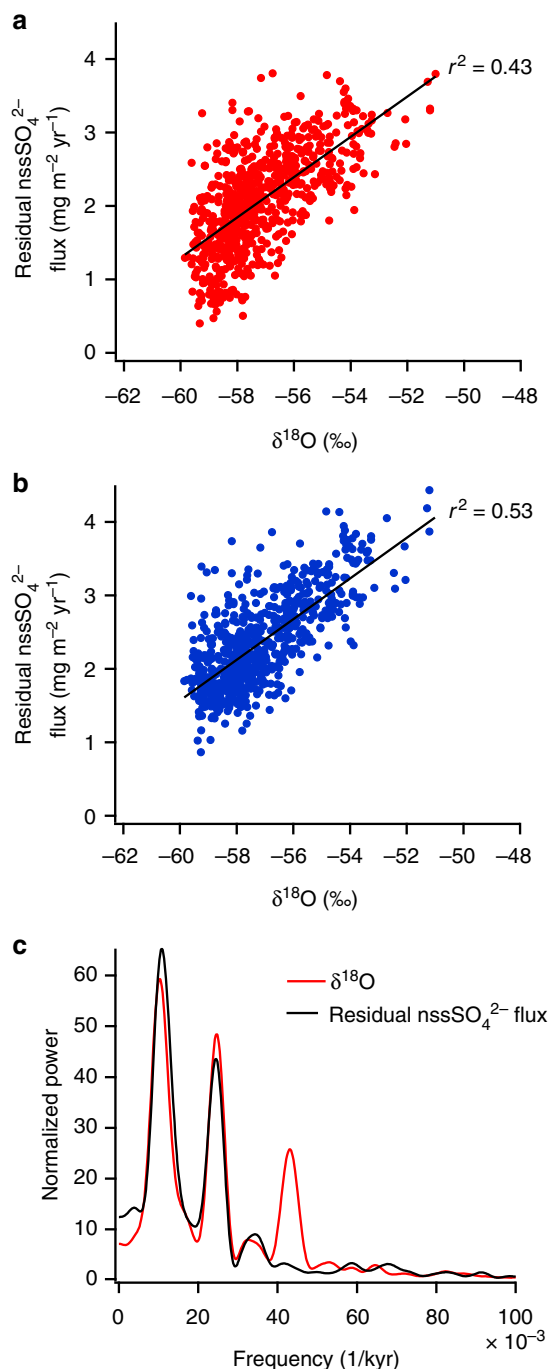 a
Residual nssSO₄²⁻
flux (mg m⁻² yr⁻¹)
4
3
2
1
0
r² = 0.43
–62 –60 –58 –56 –54 –52 –50 –48
δ¹⁸O (‰)
b
Residual nssSO₄²⁻
flux (mg m⁻² yr⁻¹)
4
3
2
1
0
r² = 0.53
–62 –60 –58 –56 –54 –52 –50 –48
δ¹⁸O (‰)
c
Normalized power
60
50
40
30
20
10
0
δ¹⁸O
Residual nssSO₄²⁻ flux
0 20 40 60 80 100
× 10⁻³
Frequency (1/kyr)